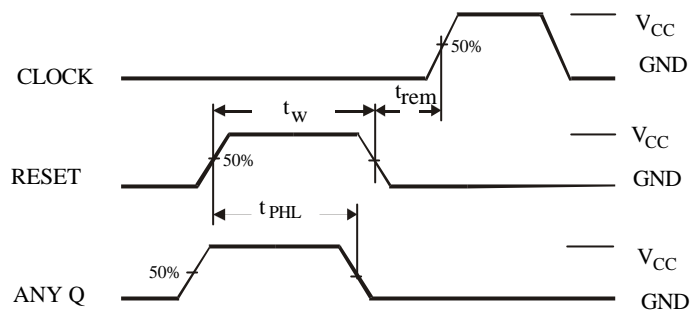 V_CC
50%
GND
CLOCK
t_rem
t_w
V_CC
50%
RESET
GND
t_PHL
V_CC
50%
ANY Q
GND